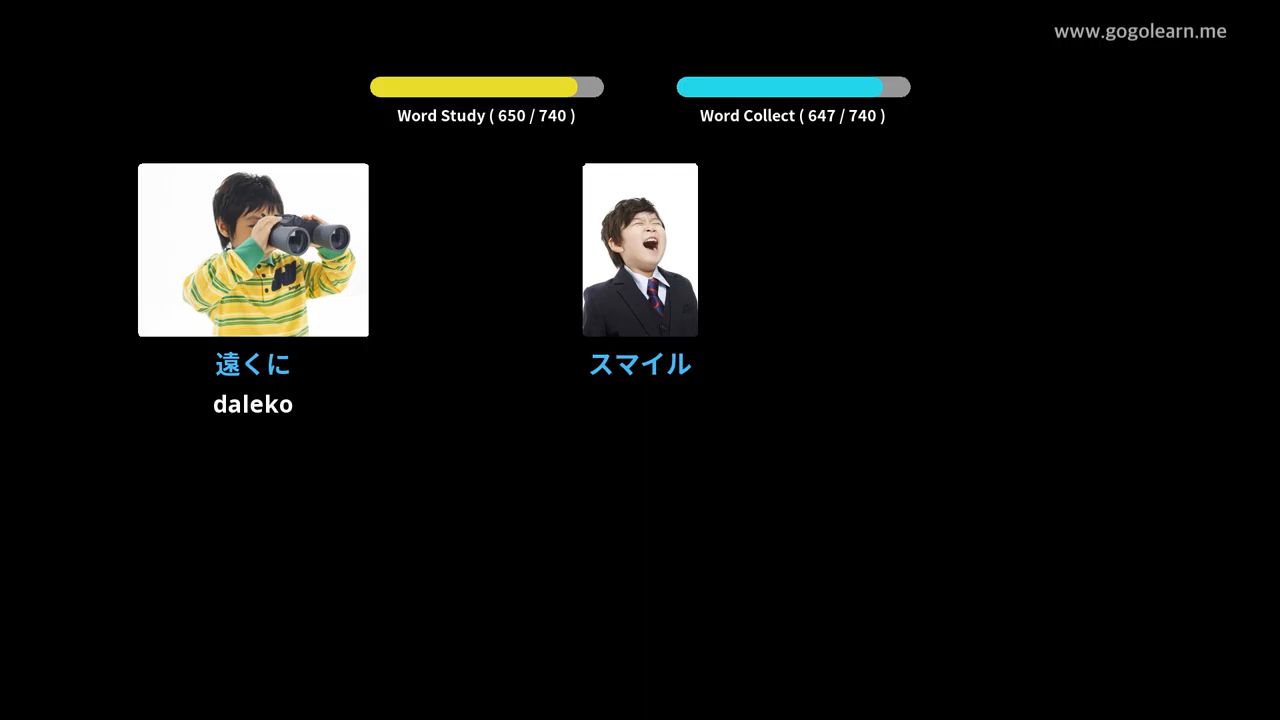 www.gogolearn.me
Word Study ( 650 / 740 )
Word Collect ( 647 / 740 )
遠くに
daleko
スマイル